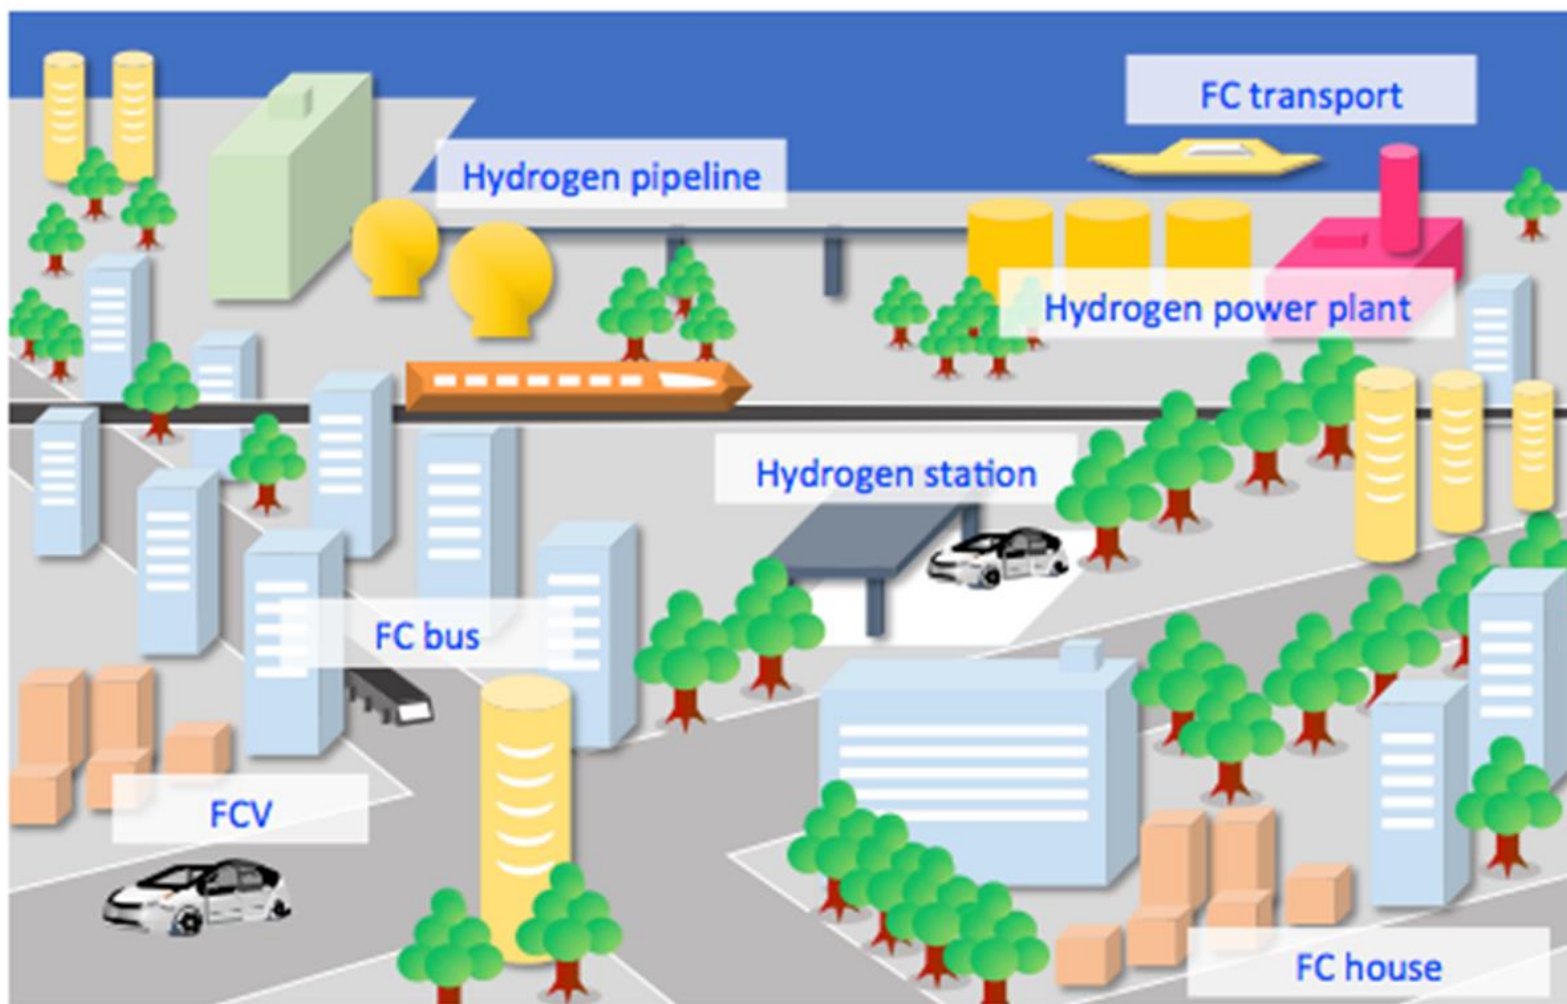 FC transport
Hydrogen pipeline
Hydrogen power plant
Hydrogen station
FC bus
FCV
FC house